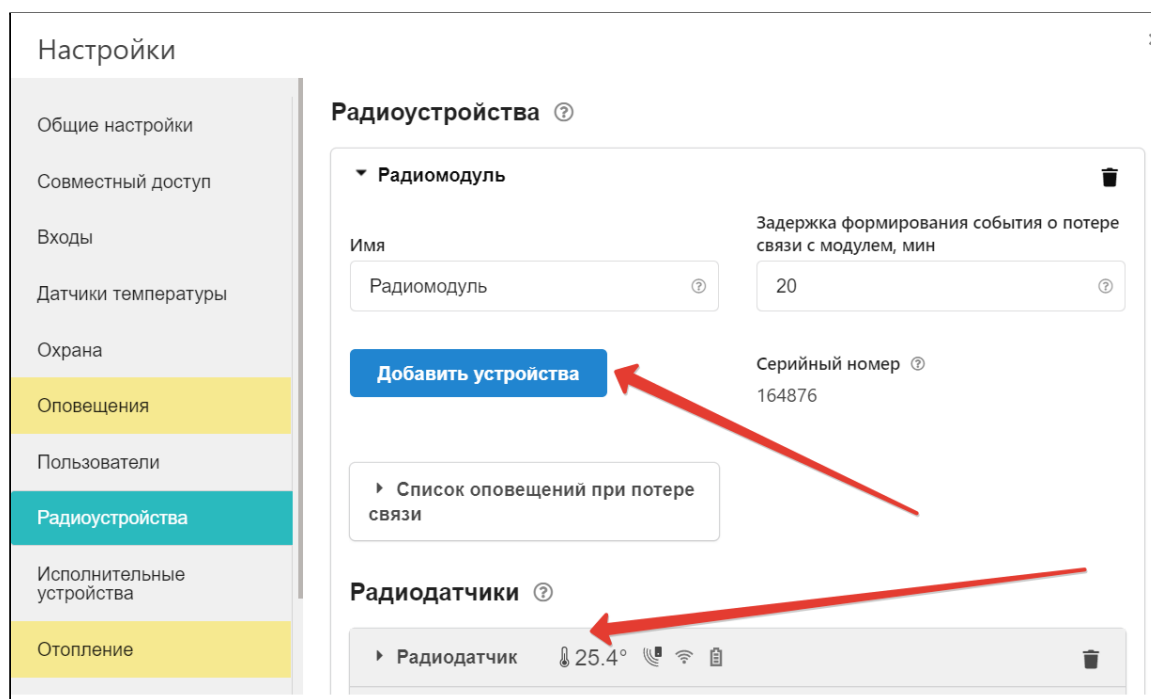 Настройки
Общие настройки
Совместный доступ
Входы
Датчики температуры
Охрана
Оповещения
Пользователи
Радиоустройства
Исполнительные
устройства
Отопление
Радиоустройства
Радиомодуль
Имя
Радиомодуль
Задержка формирования события о потере
связи с модулем, мин
20
Добавить устройства
Серийный номер
164876
Список оповещений при потере
связи
Радиодатчики
Радиодатчик 25.4°